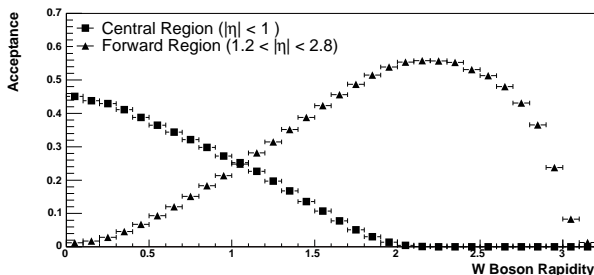 Acceptance
0.7
0.6
0.5
0.4
0.3
0.2
0.1
0
Central Region (|η| < 1 )
Forward Region (1.2 < |η| < 2.8)
0 0.5 1 1.5 2 2.5 3
W Boson Rapidity